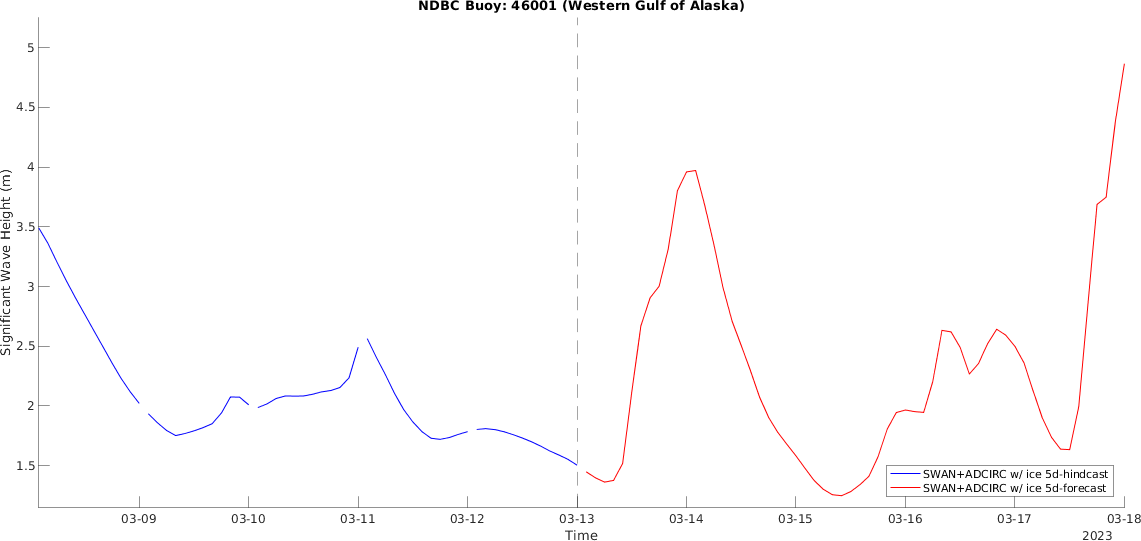 NDBC Buoy: 46001 (Western Gulf of Alaska)
5
4.5
4
3.5
3
2.5
2
1.5
Significant Wave Height (m)
SWAN+ADCIRC w/ ice 5d-hindcast
SWAN+ADCIRC w/ ice 5d-forecast
03-09 03-10 03-11 03-12 03-13 03-14 03-15 03-16 03-17 03-18
Time
2023